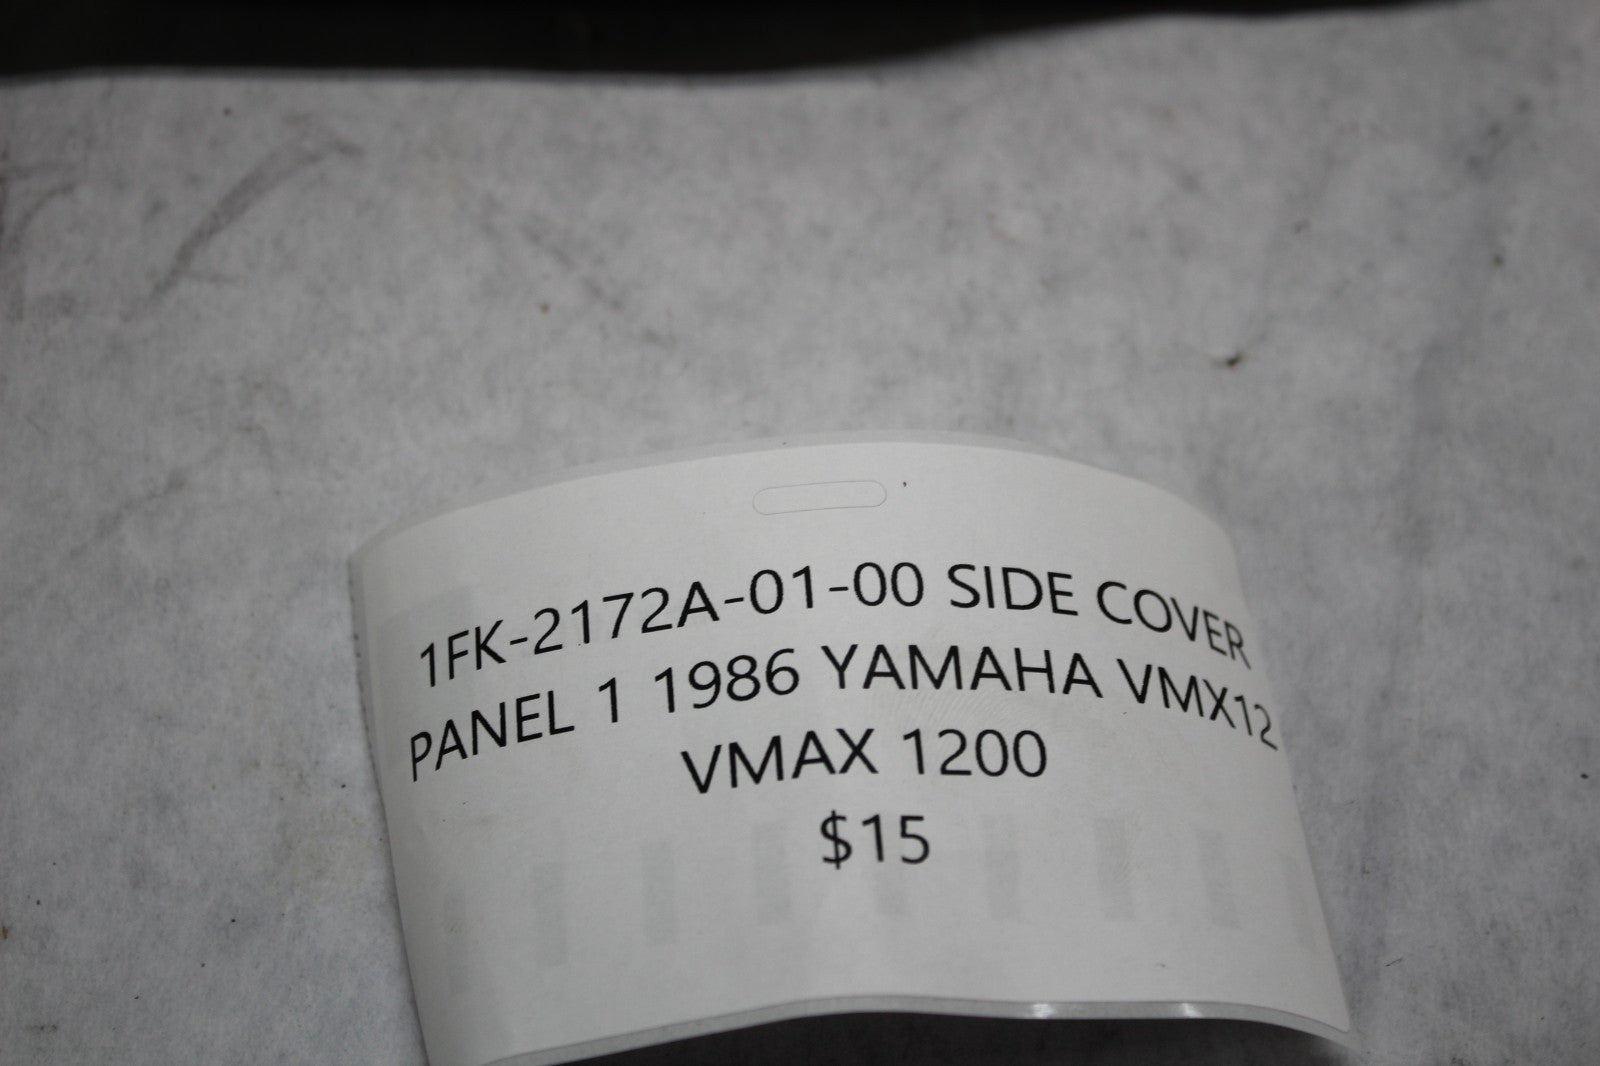 1FK-2172A-01-00 SIDE COVER
PANEL 1 1986 YAMAHA VMX12
VMAX 1200
$15